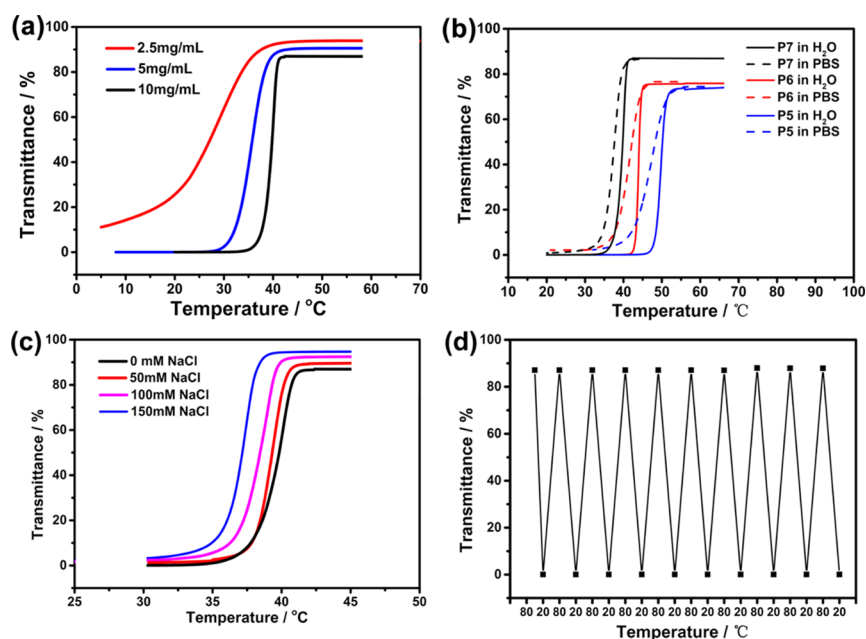 (a)
2.5mg/mL
5mg/mL
10mg/mL
Transmittance / %
100
80
60
40
20
0
0 10 20 30 40 50 60 70
Temperature / °C
(b)
P7 in H₂O
P7 in PBS
P6 in H₂O
P6 in PBS
P5 in H₂O
P5 in PBS
Transmittance / %
100
80
60
40
20
0
10 20 30 40 50 60 70 80 90 100
Temperature / ℃
(c)
0 mM NaCl
50mM NaCl
100mM NaCl
150mM NaCl
Transmittance / %
100
90
80
70
60
50
40
30
20
10
0
25 30 35 40 45 50
Temperature / °C
(d)
Transmittance / %
100
80
60
40
20
0
80 20 80 20 80 20 80 20 80 20 80 20 80 20 80 20 80 20 80 20
Temperature / ℃